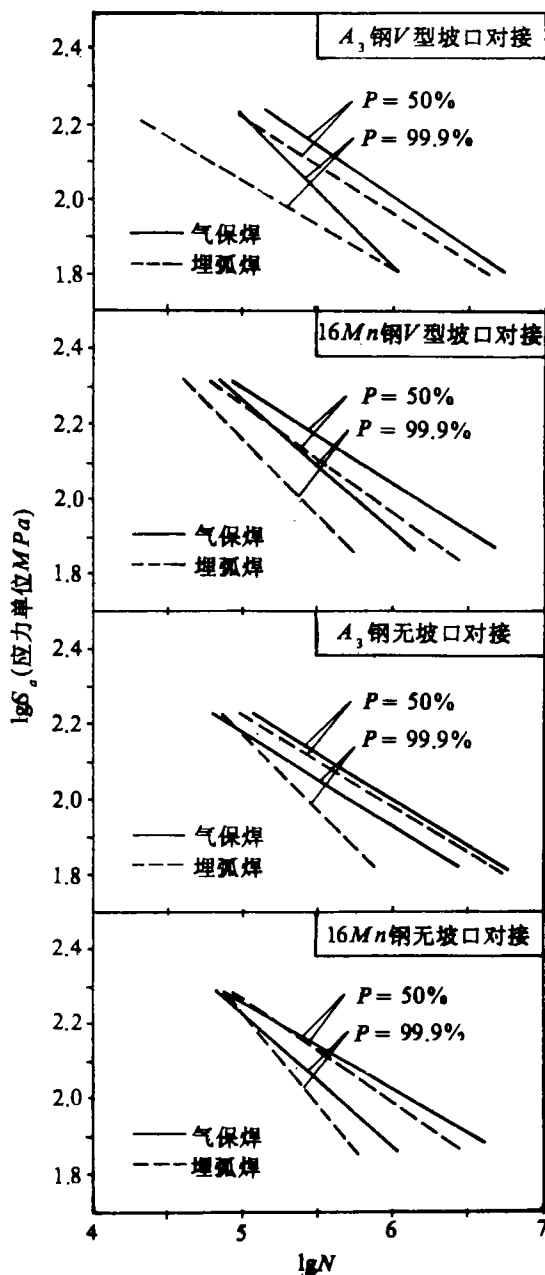 A₃钢V型坡口对接
2.4
2.2
2.0
1.8
P = 50%
P = 99.9%
气保焊
埋弧焊
16Mn钢V型坡口对接
2.4
2.2
2.0
1.8
P = 50%
P = 99.9%
气保焊
埋弧焊
lgSₐ(应力单位MPa)
A₃钢无坡口对接
2.4
2.2
2.0
1.8
P = 50%
P = 99.9%
气保焊
埋弧焊
16Mn钢无坡口对接
2.4
2.2
2.0
1.8
P = 50%
P = 99.9%
气保焊
埋弧焊
4 5 6 7
lgN